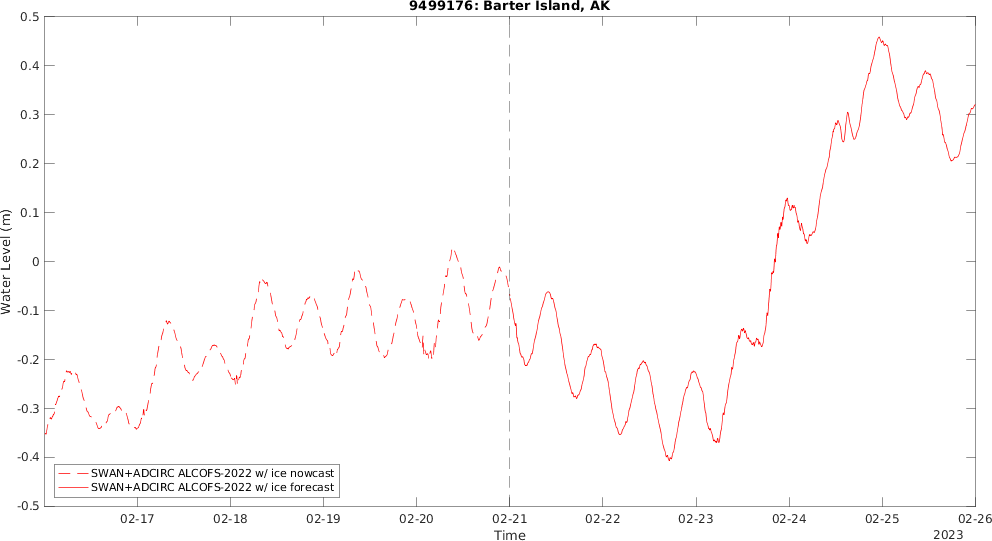 9499176: Barter Island, AK
Water Level (m)
0.5
0.4
0.3
0.2
0.1
0
-0.1
-0.2
-0.3
-0.4
-0.5
SWAN+ADCIRC ALCOFS-2022 w/ ice nowcast
SWAN+ADCIRC ALCOFS-2022 w/ ice forecast
02-17 02-18 02-19 02-20 02-21 02-22 02-23 02-24 02-25 02-26
Time
2023